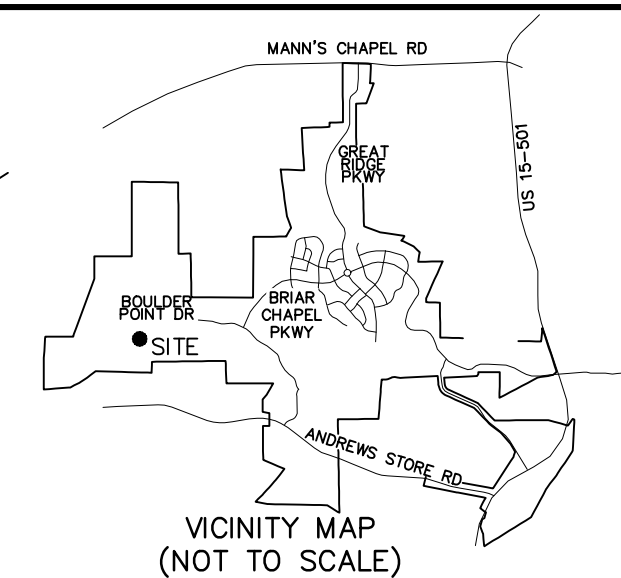 MANN'S CHAPEL RD
US 15-501
GREAT
RIDGE
PKWY
BOULDER
POINT DR
BRIAR
CHAPEL
PKWY
SITE
ANDREWS STORE RD
VICINITY MAP
(NOT TO SCALE)